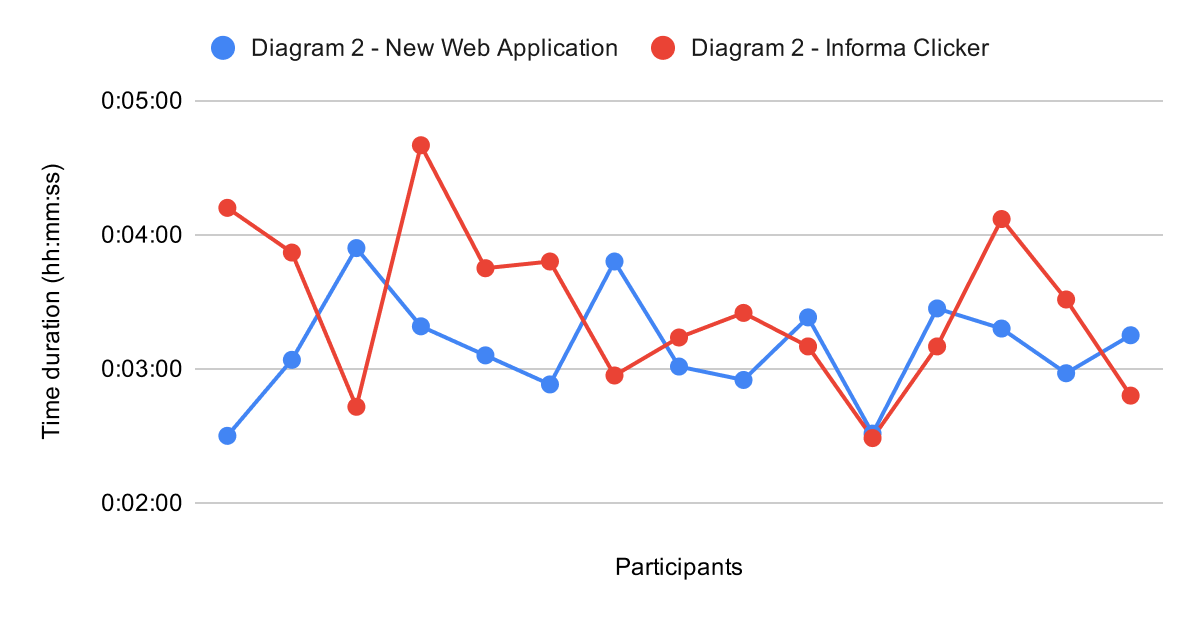 Diagram 2 - New Web Application
Diagram 2 - Informa Clicker
0:05:00
0:04:00
0:03:00
0:02:00
Time duration (hh:mm:ss)
Participants